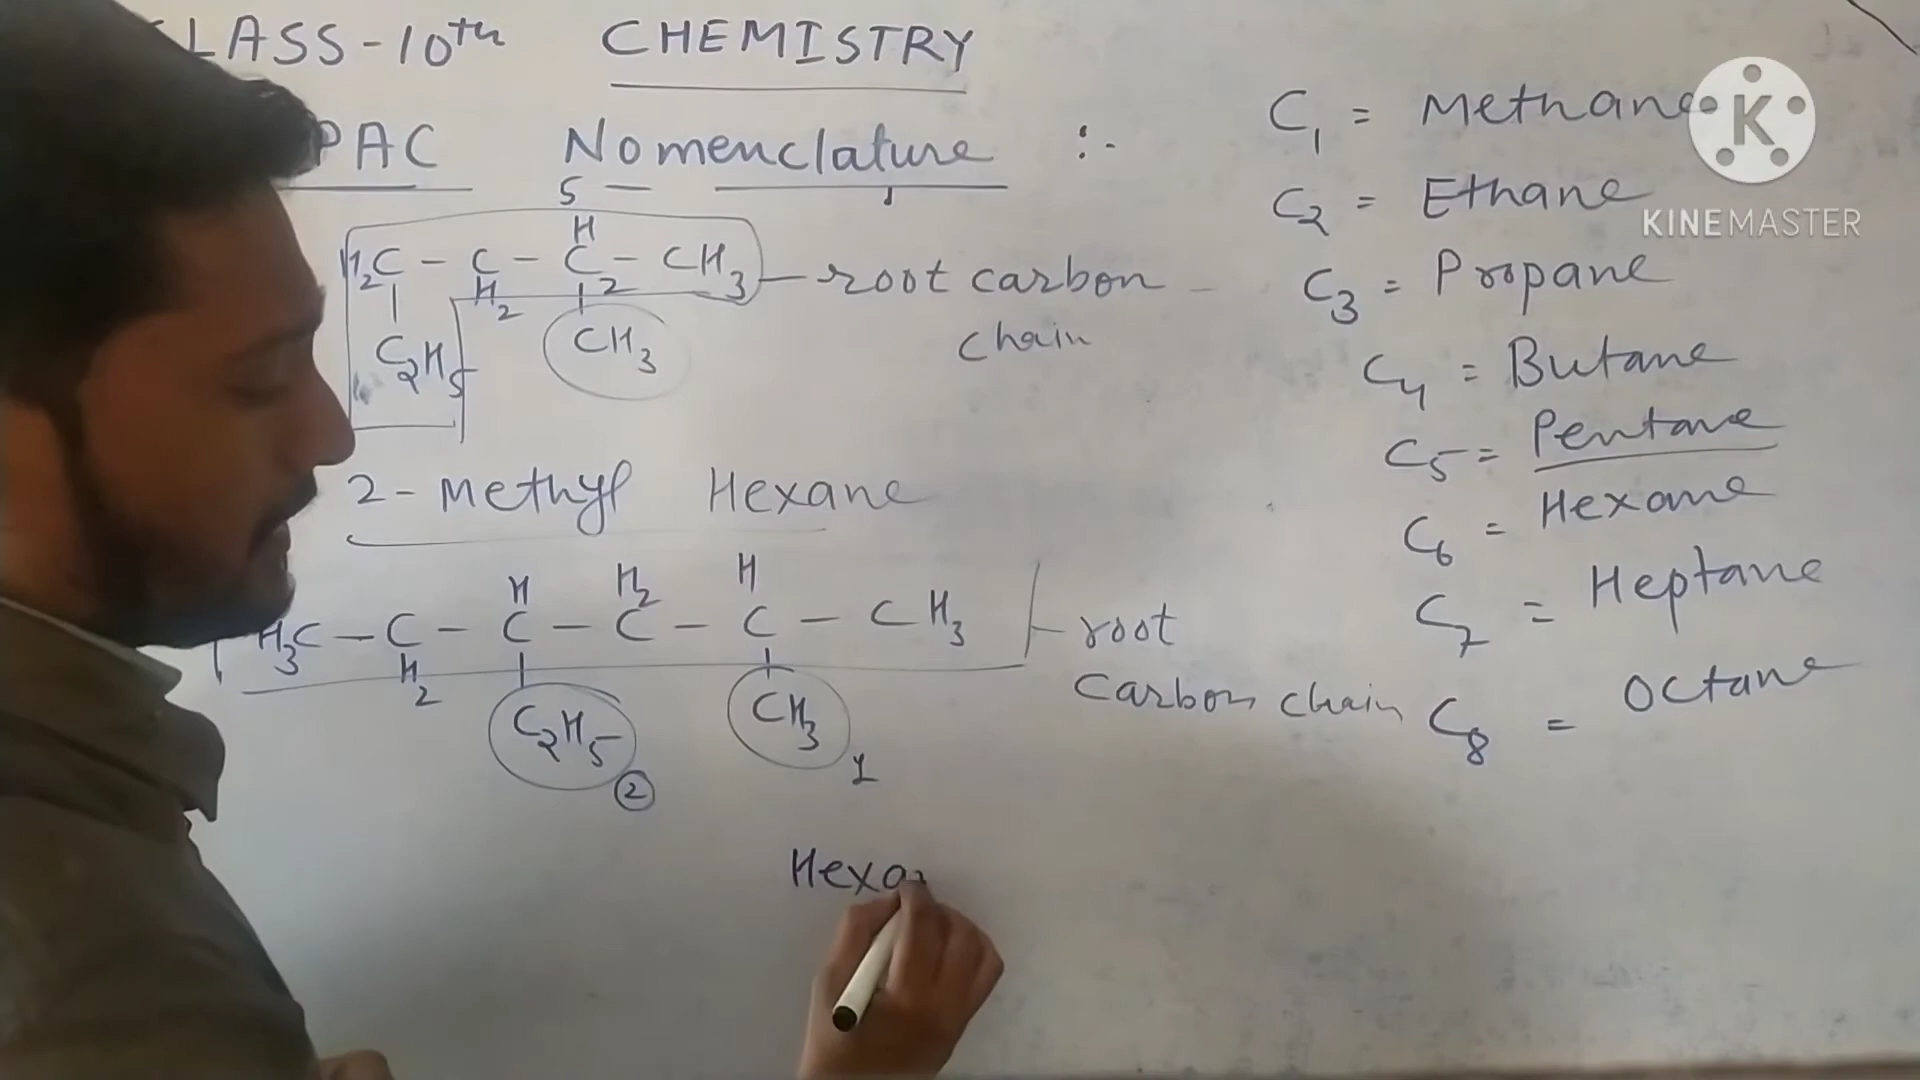 LASS-10th CHEMISTRY
PAC Nomenclature :-
5
H
H2C - C - C - CH3 - root carbon
H2 2
chain
C2H5 CH3
2-Methyl Hexane
H H2 H
H3C - C - C - C - C - CH3 - root
H2
C2H5 CH3 carbon chain
2 1
Hexa
C1 = Methane
C2 = Ethane
C3 = Propane
C4 = Butane
C5 = Pentane
C6 = Hexane
C7 = Heptane
C8 = Octane
K
KINEMASTER